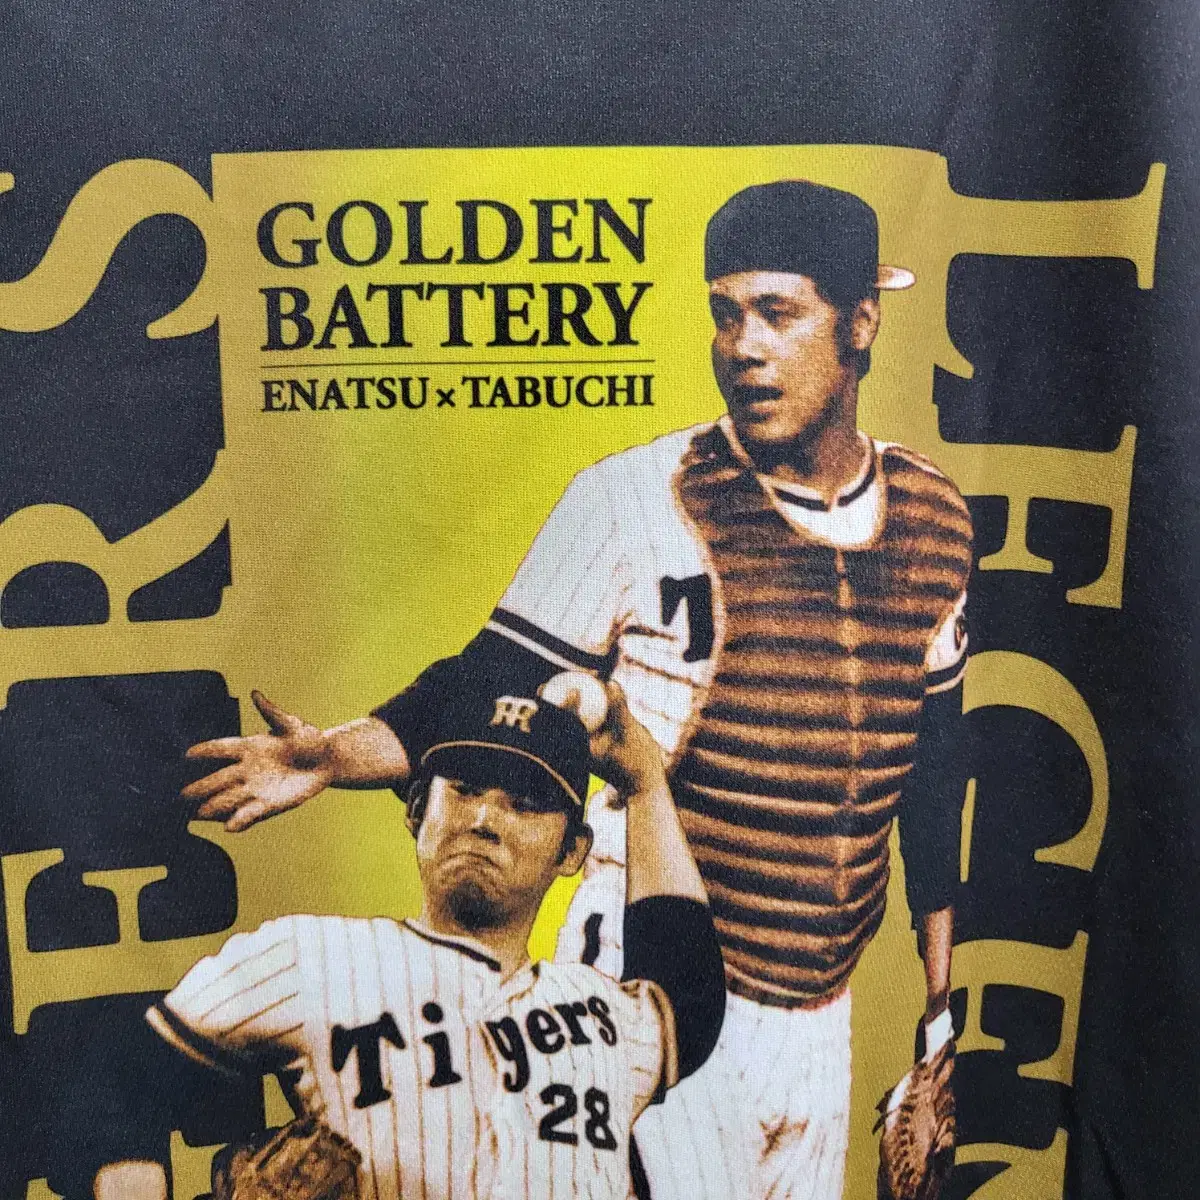 GOLDEN
BATTERY
ENATSU×TABUCHI
T
Tigers
28